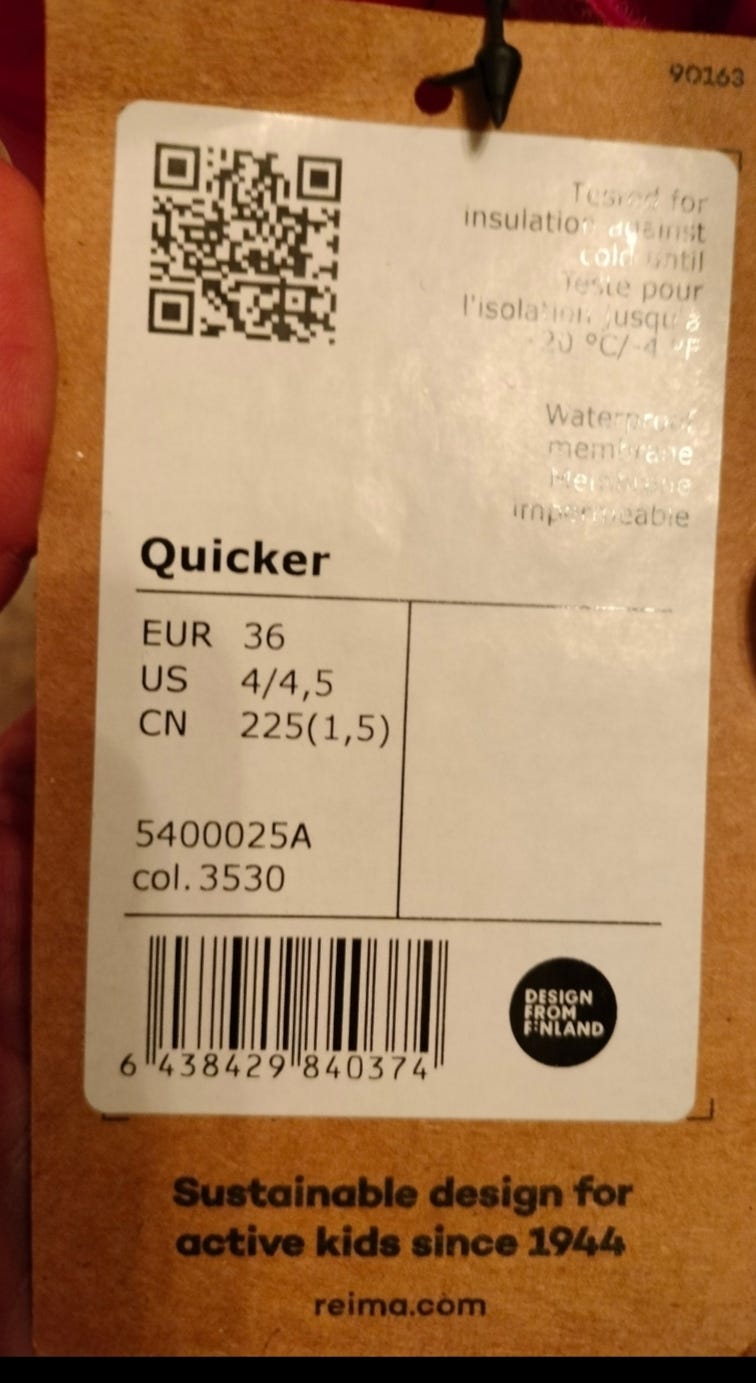 90163
Tested for
insulation against
cold until
Teste pour
l'isolation jusqu'a
-20 °C/-4 °F
Waterproof
membrane
Membrane
impermeable
Quicker
EUR 36
US 4/4,5
CN 225(1,5)
5400025A
col. 3530
6 438429 840374
DESIGN
FROM
FINLAND
Sustainable design for
active kids since 1944
reima.com